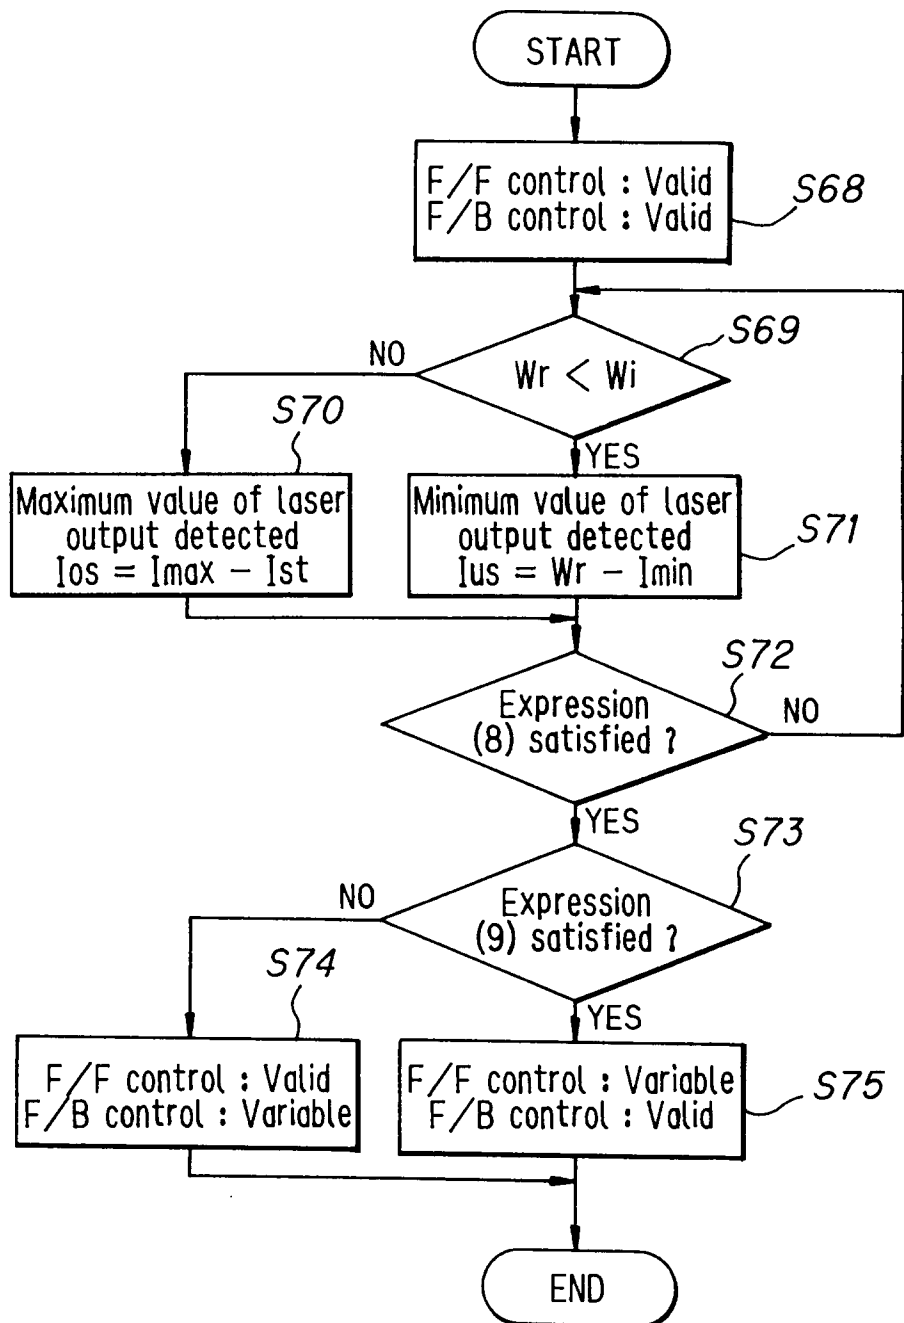 START
F/F control : Valid
F/B control : Valid
S68
S69
NO
Wr < Wi
S70
YES
Maximum value of laser
output detected
Ios = Imax – Ist
Minimum value of laser
output detected
Ius = Wr – Imin
S71
S72
Expression
(8) satisfied ?
NO
YES
S73
NO
Expression
(9) satisfied ?
S74
YES
F/F control : Valid
F/B control : Variable
F/F control : Variable
F/B control : Valid
S75
END